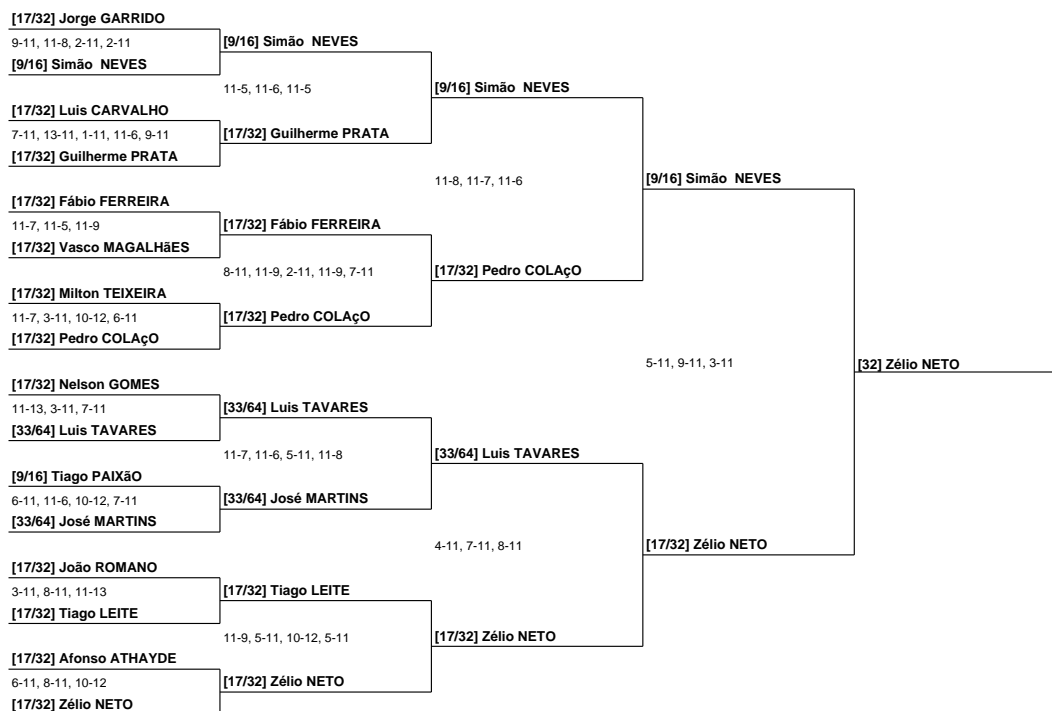 [17/32] Jorge GARRIDO
9-11, 11-8, 2-11, 2-11
[9/16] Simão  NEVES
[9/16] Simão  NEVES
11-5, 11-6, 11-5
[17/32] Luis CARVALHO
7-11, 13-11, 1-11, 11-6, 9-11
[17/32] Guilherme PRATA
[17/32] Guilherme PRATA
[9/16] Simão  NEVES
11-8, 11-7, 11-6
[17/32] Fábio FERREIRA
11-7, 11-5, 11-9
[17/32] Vasco MAGALHãES
[17/32] Fábio FERREIRA
8-11, 11-9, 2-11, 11-9, 7-11
[17/32] Milton TEIXEIRA
11-7, 3-11, 10-12, 6-11
[17/32] Pedro COLAçO
[17/32] Pedro COLAçO
[17/32] Pedro COLAçO
[9/16] Simão  NEVES
5-11, 9-11, 3-11
[32] Zélio NETO
[17/32] Nelson GOMES
11-13, 3-11, 7-11
[33/64] Luis TAVARES
[33/64] Luis TAVARES
11-7, 11-6, 5-11, 11-8
[9/16] Tiago PAIXãO
6-11, 11-6, 10-12, 7-11
[33/64] José MARTINS
[33/64] José MARTINS
[33/64] Luis TAVARES
4-11, 7-11, 8-11
[17/32] Zélio NETO
[17/32] João ROMANO
3-11, 8-11, 11-13
[17/32] Tiago LEITE
[17/32] Tiago LEITE
11-9, 5-11, 10-12, 5-11
[17/32] Zélio NETO
[17/32] Afonso ATHAYDE
6-11, 8-11, 10-12
[17/32] Zélio NETO
[17/32] Zélio NETO